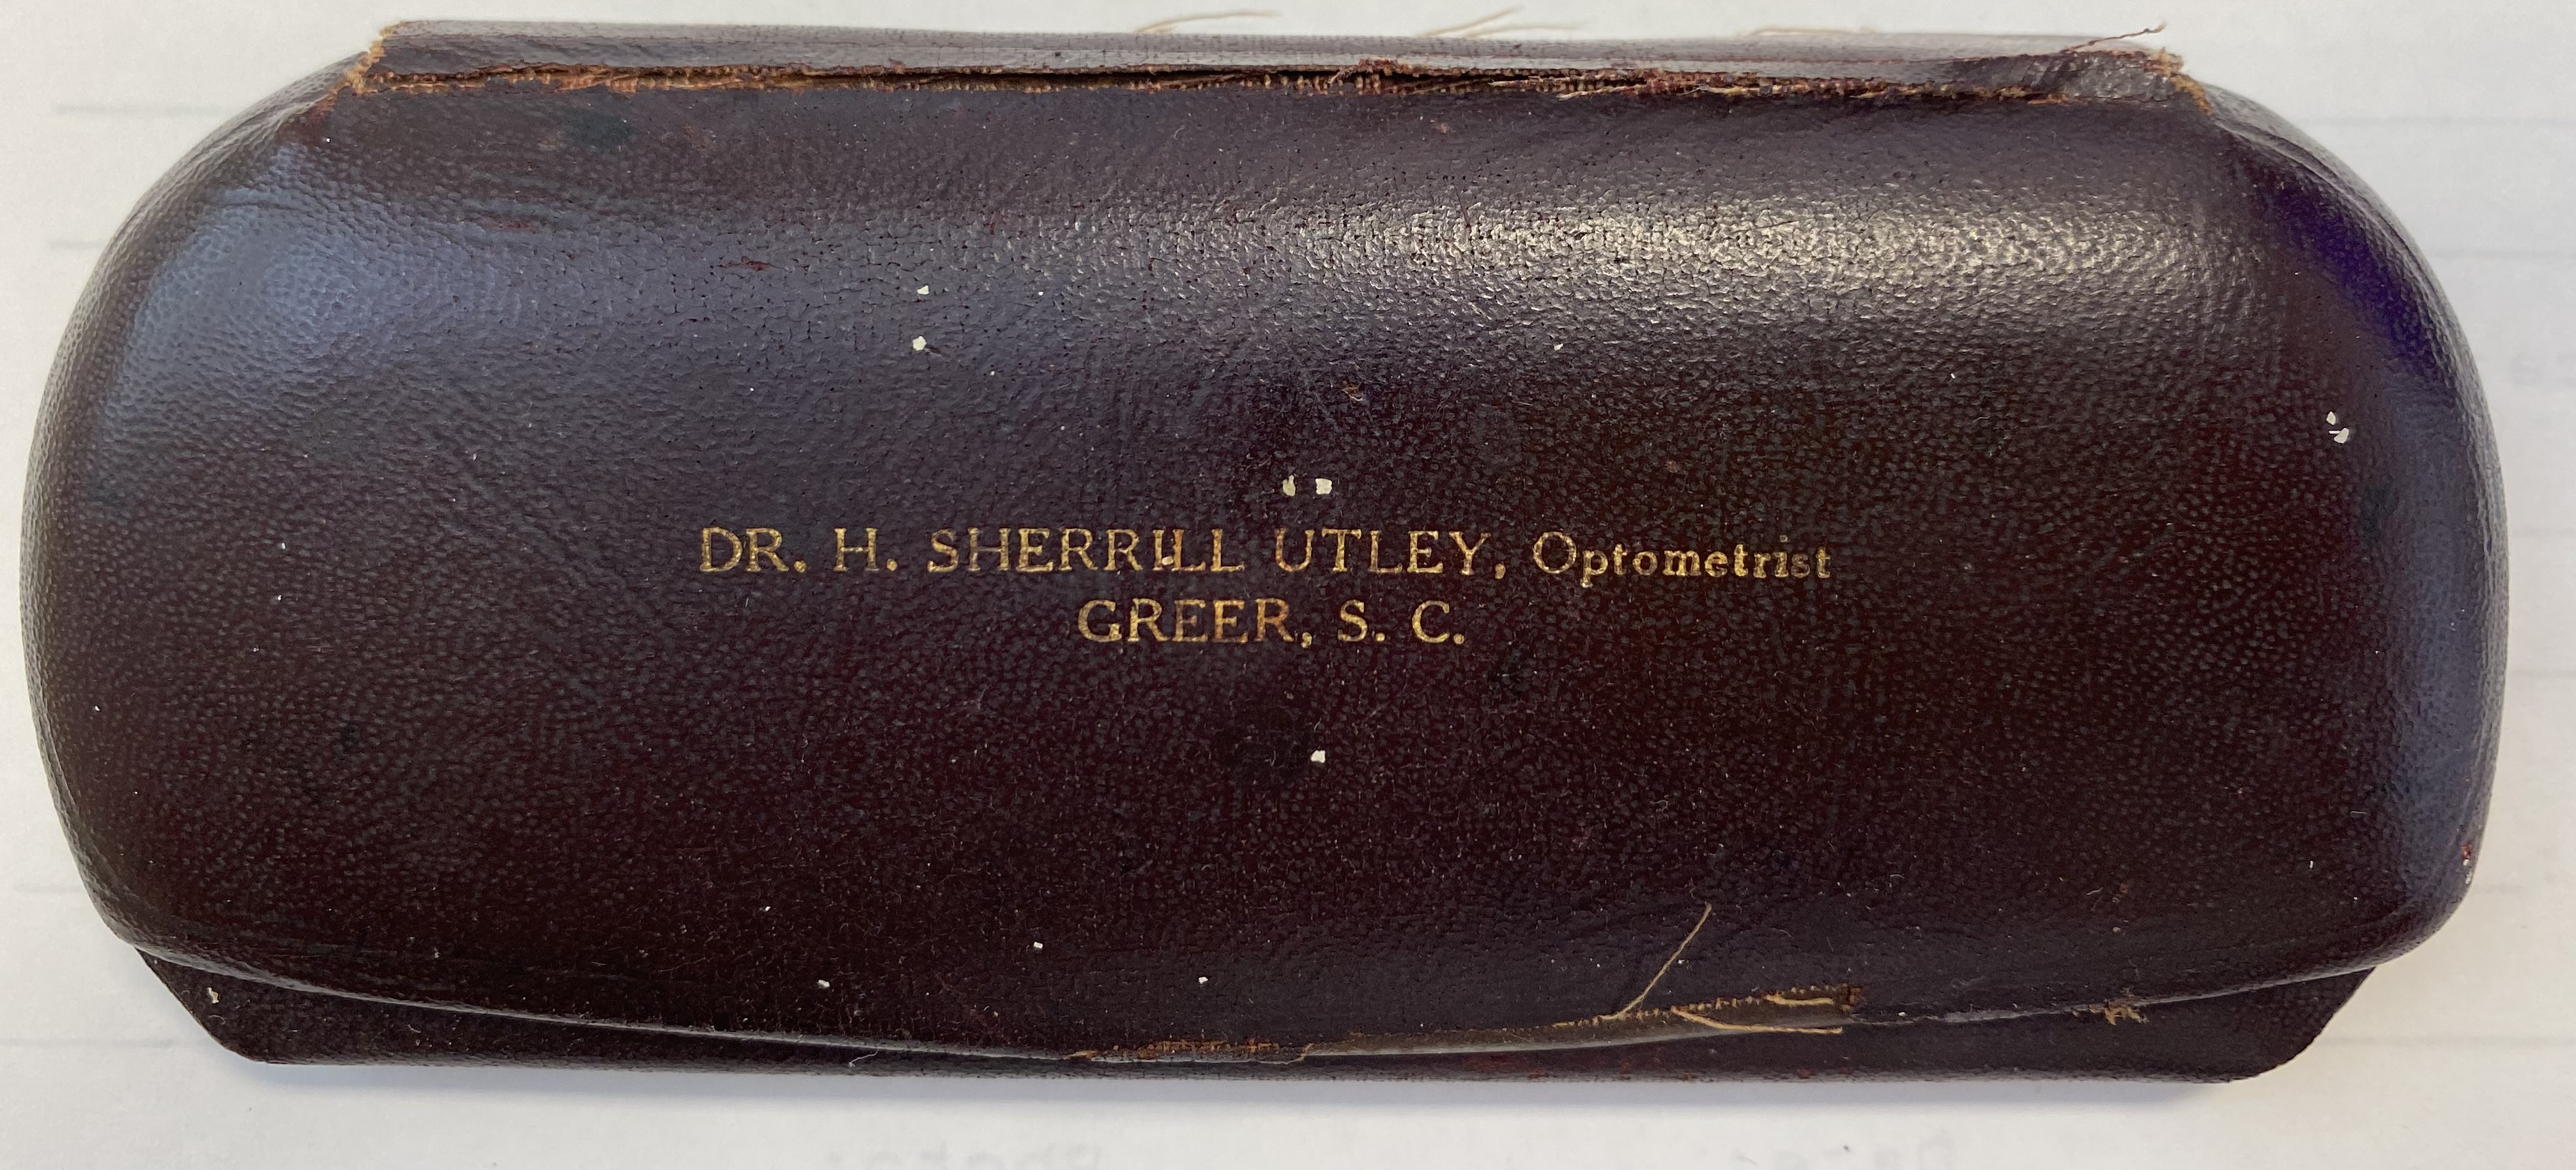 DR. H. SHERRILL UTLEY, Optometrist
GREER, S. C.